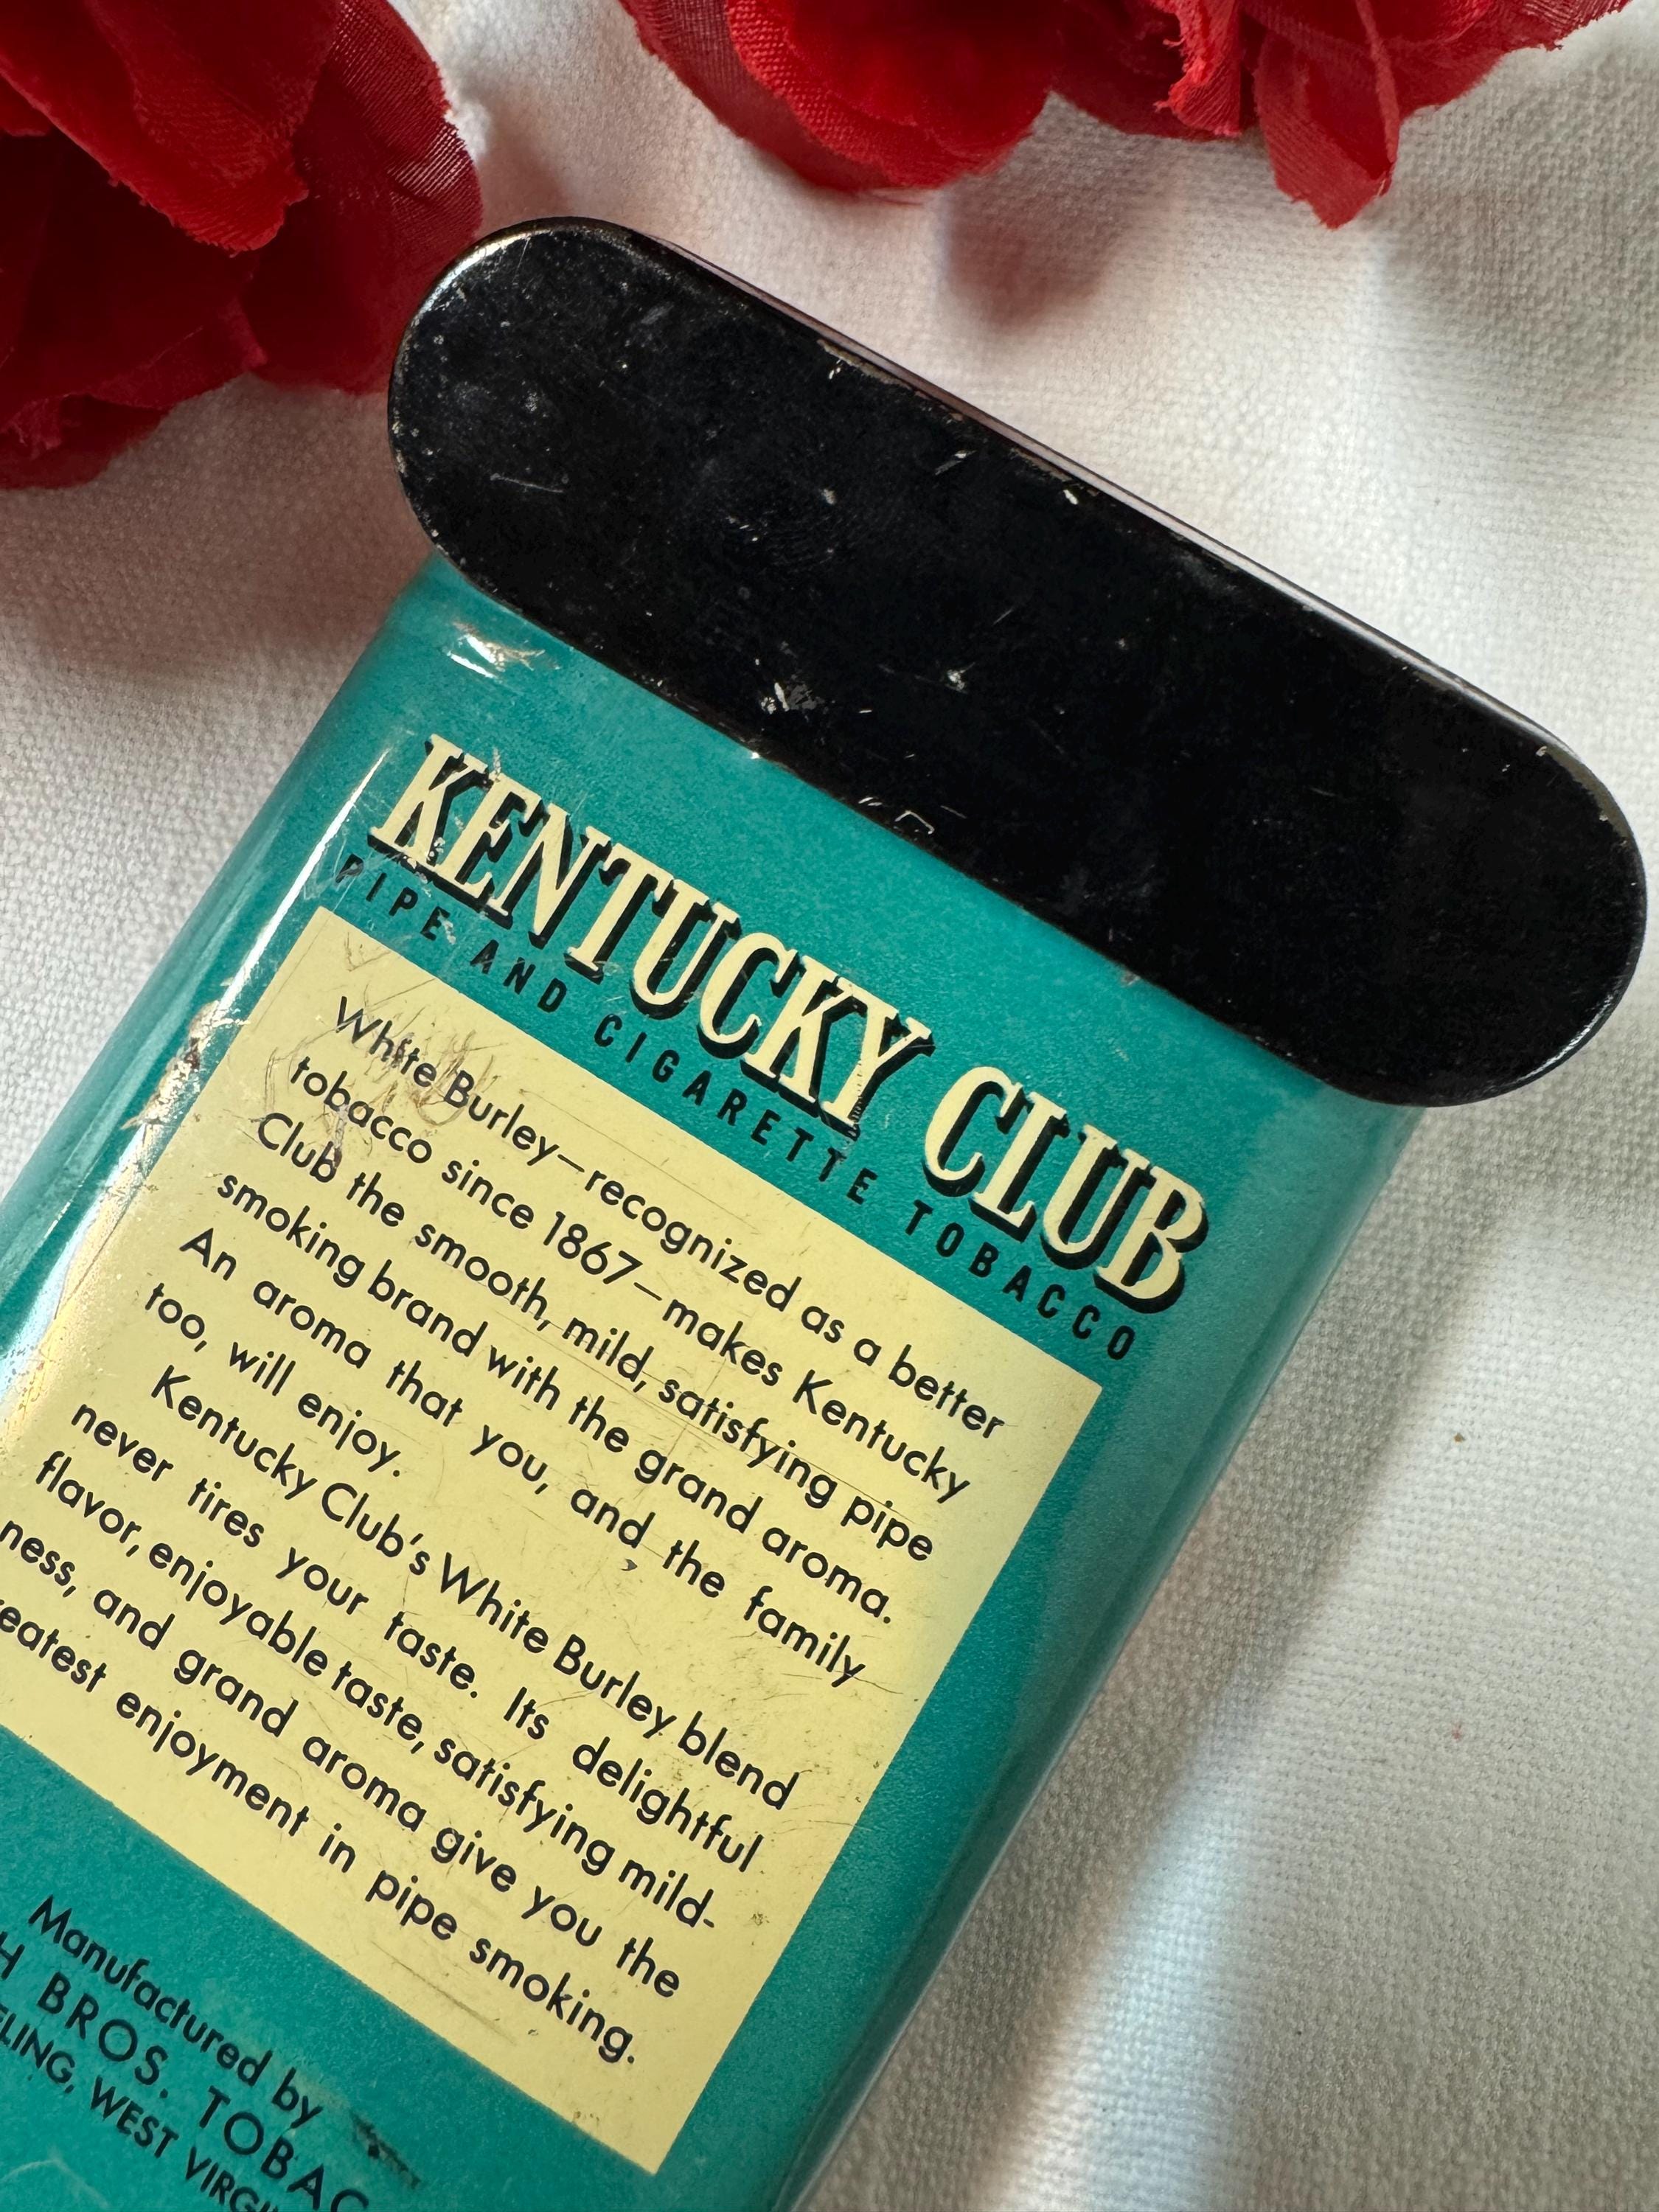 KENTUCKY CLUB
PIPE AND CIGARETTE TOBACCO
White Burley—recognized as a better
tobacco since 1867—makes Kentucky
Club the smooth, mild, satisfying pipe
smoking brand with the grand aroma.
An aroma that you, and the family
too, will enjoy.
Kentucky Club's White Burley blend
never tires your taste. Its delightful
flavor, enjoyable taste, satisfying mild-
ness, and grand aroma give you the
eatest enjoyment in pipe smoking.
Manufactured by
H BROS. TOBAC
LING, WEST VIRGI